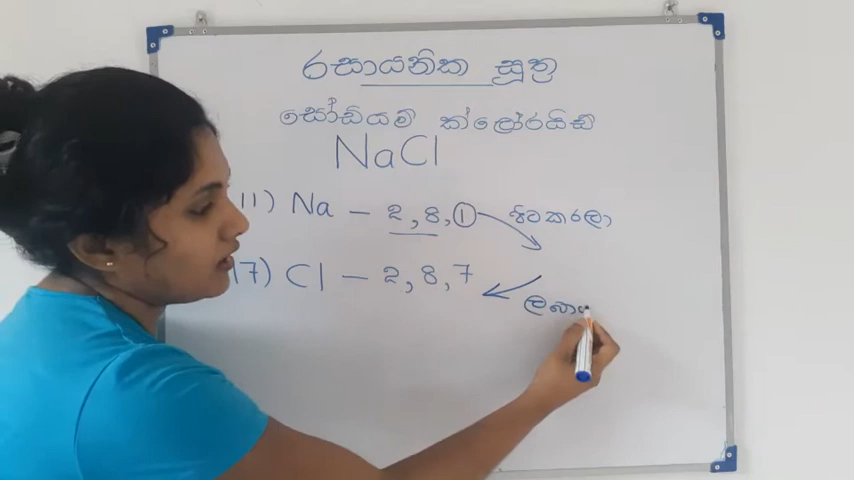 රසායනික සූත්‍ර
සෝඩියම් ක්ලෝරයිඩ්
NaCl
11) Na – 2, 8, 1 පිටකරලා
17) Cl – 2, 8, 7